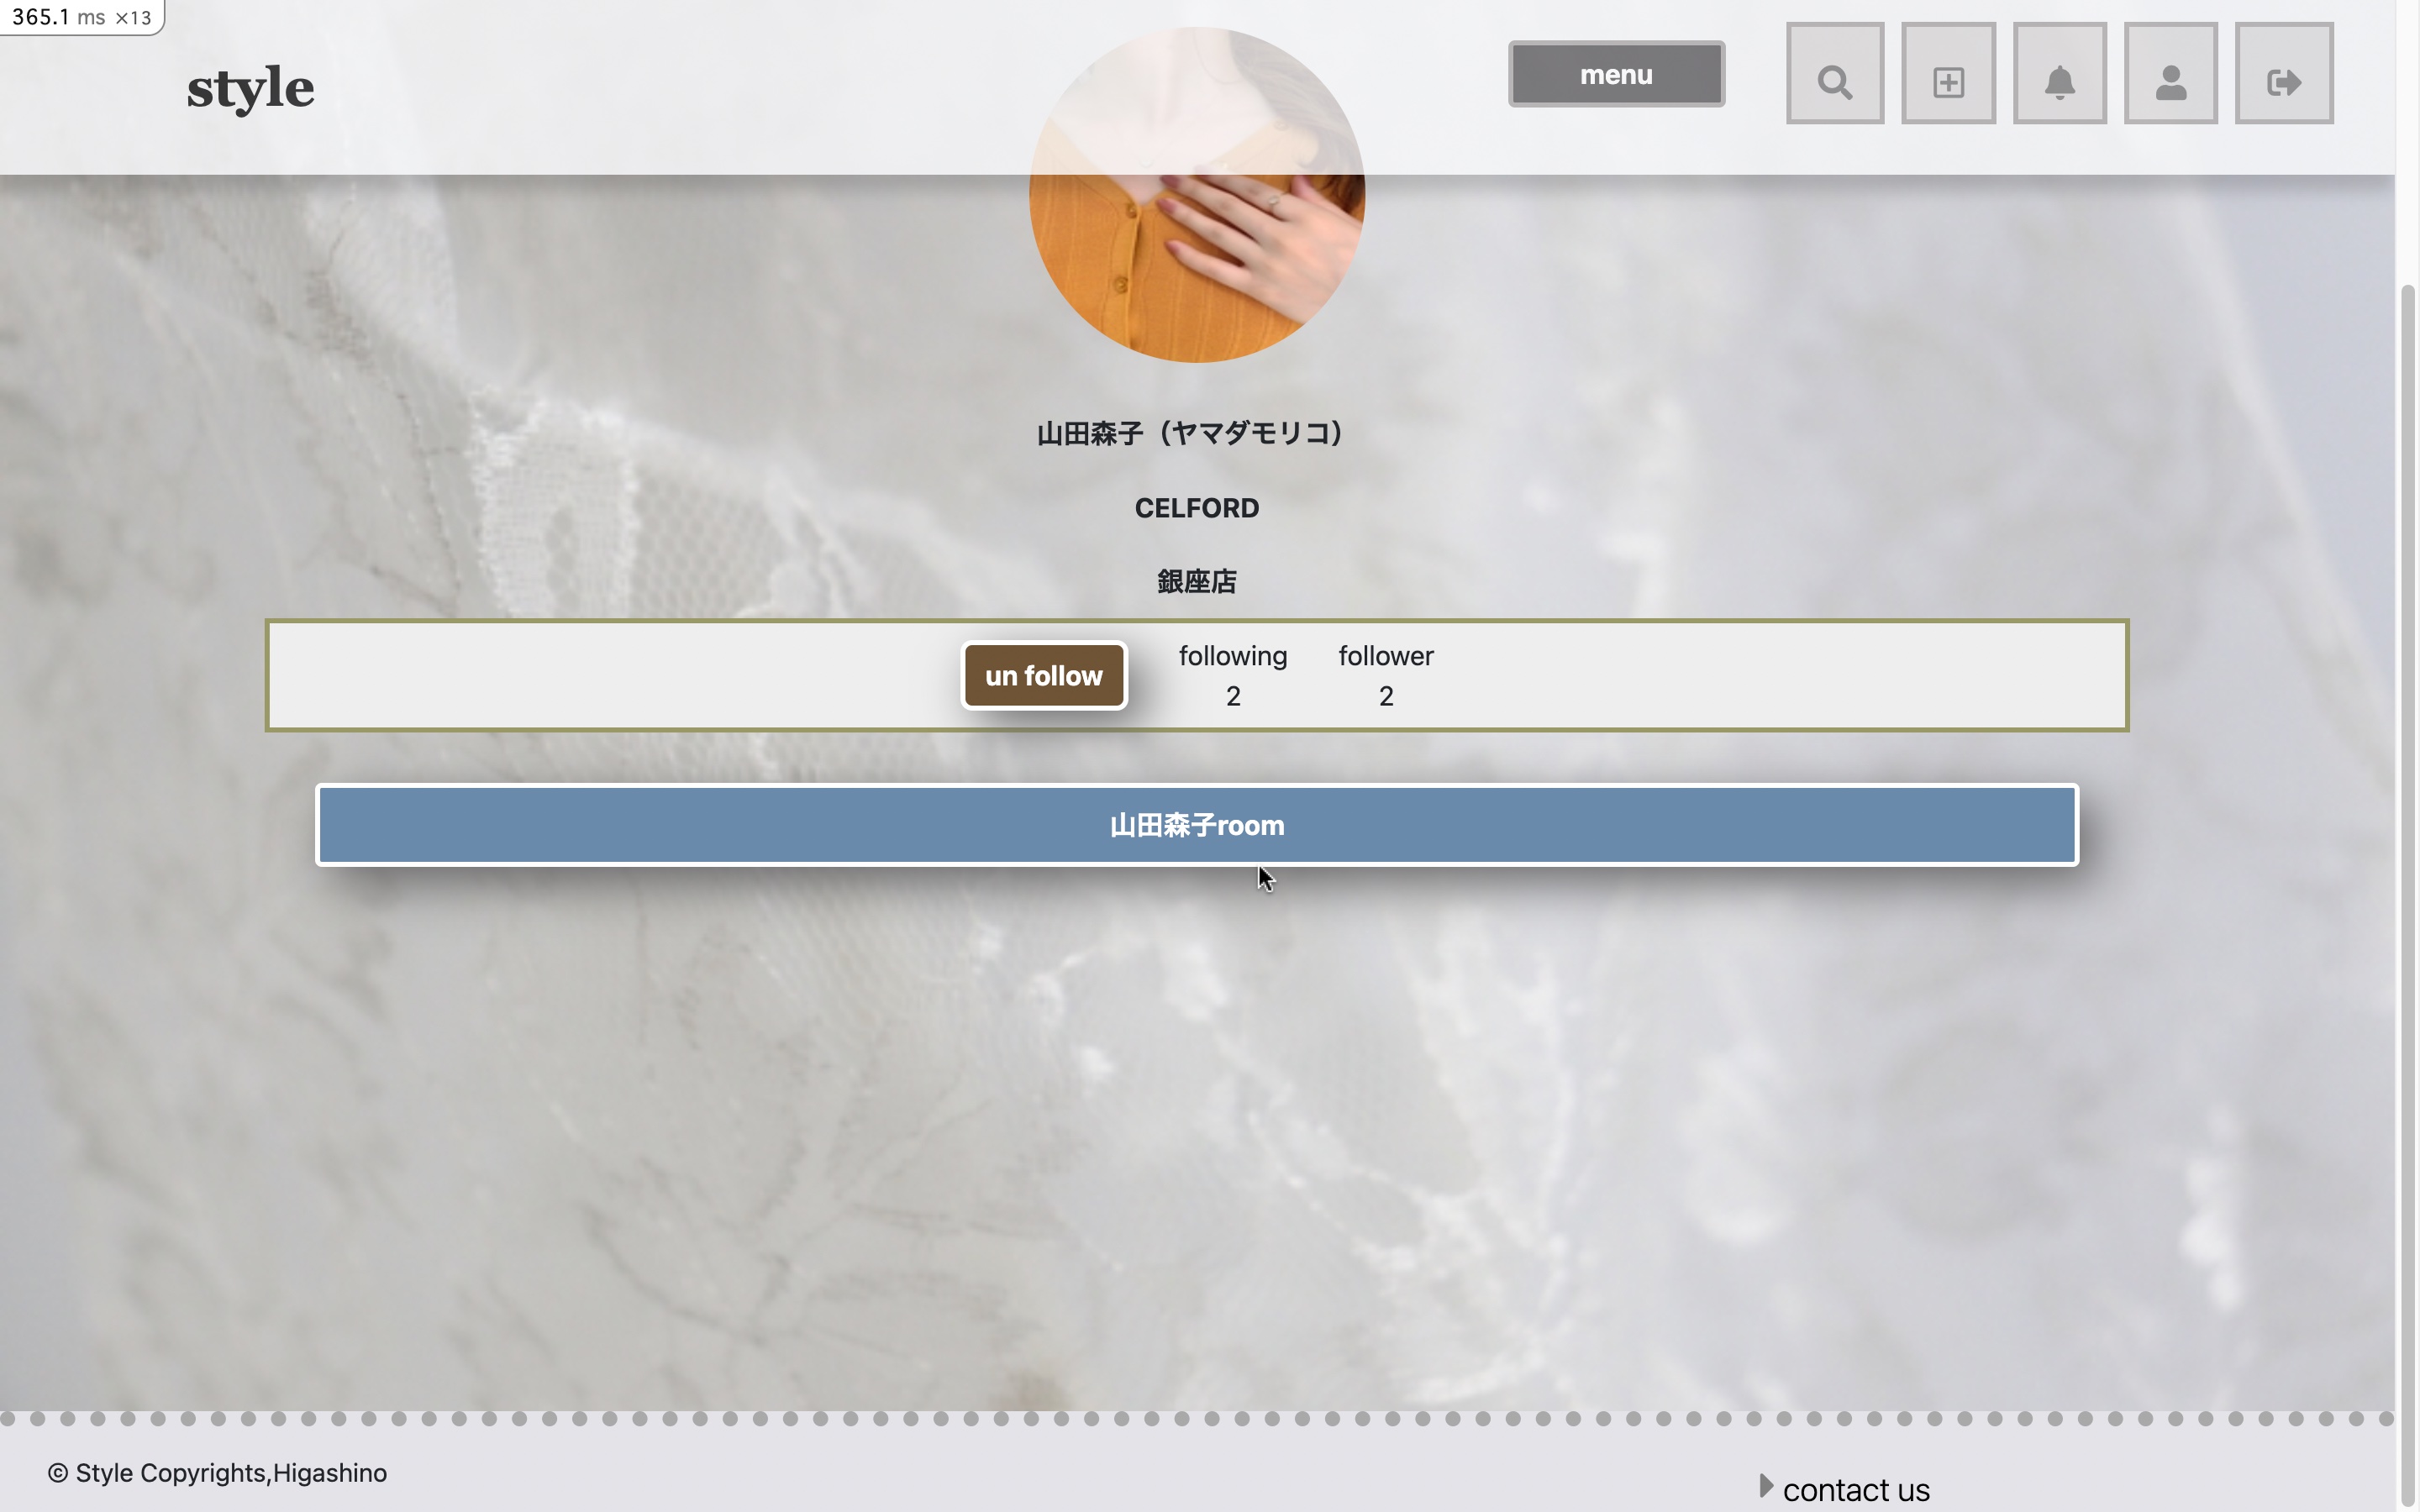 365.1 ms ×13
style
menu
山田森子（ヤマダモリコ）
CELFORD
銀座店
un follow
following
2
follower
2
山田森子room
© Style Copyrights,Higashino
contact us